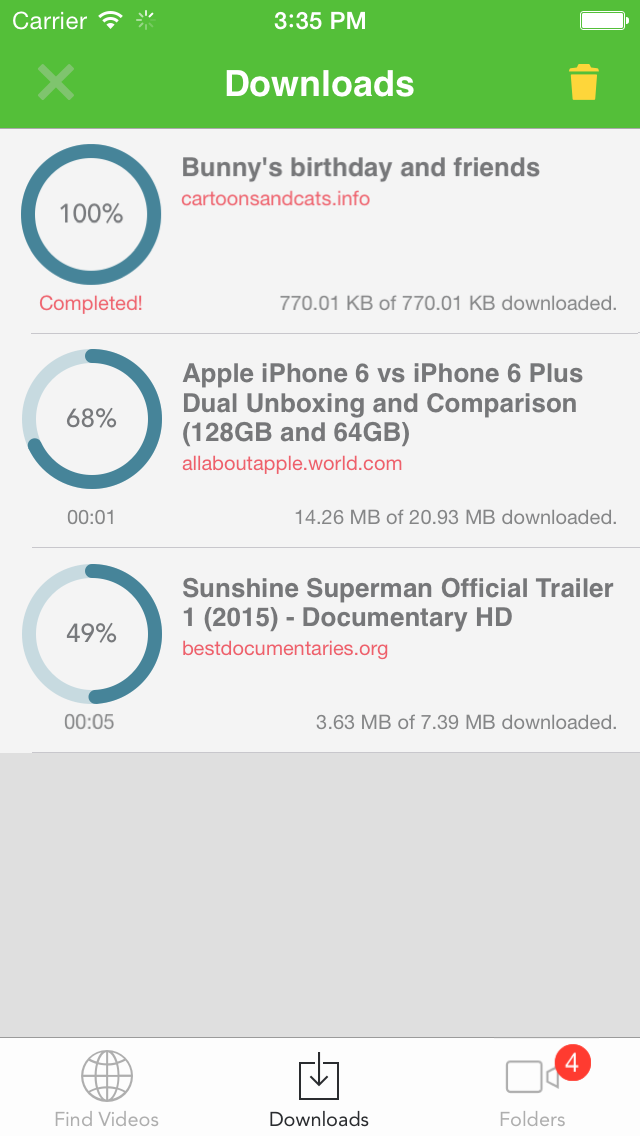 Carrier 3:35 PM
Downloads
100%
Bunny's birthday and friends
cartoonsandcats.info
Completed!
770.01 KB of 770.01 KB downloaded.
68%
Apple iPhone 6 vs iPhone 6 Plus
Dual Unboxing and Comparison
(128GB and 64GB)
allaboutapple.world.com
00:01
14.26 MB of 20.93 MB downloaded.
49%
Sunshine Superman Official Trailer
1 (2015) - Documentary HD
bestdocumentaries.org
00:05
3.63 MB of 7.39 MB downloaded.
4
Find Videos Downloads Folders